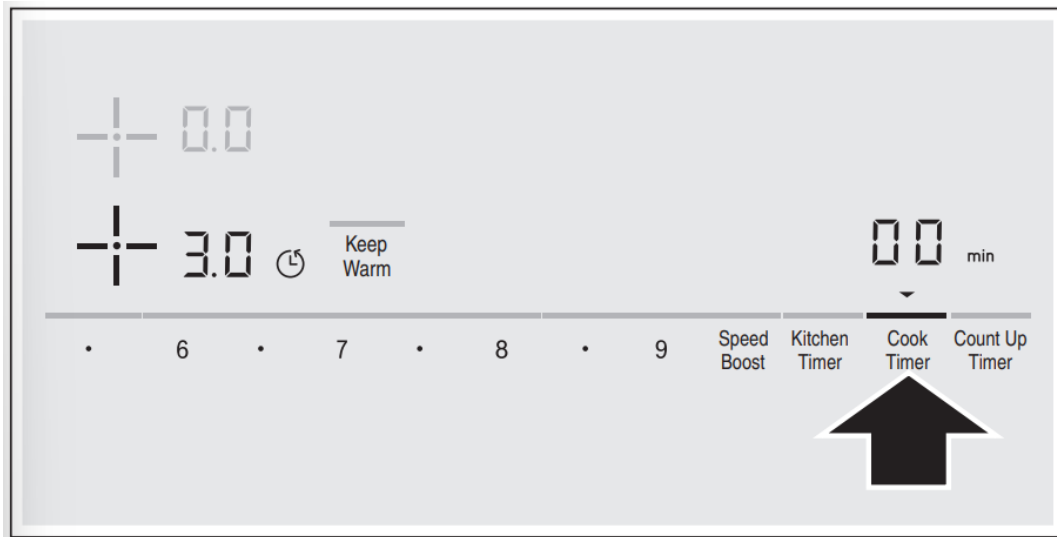 0.0
3.0
Keep
Warm
00 min
• 6 • 7 • 8 • 9
Speed
Boost
Kitchen
Timer
Cook
Timer
Count Up
Timer